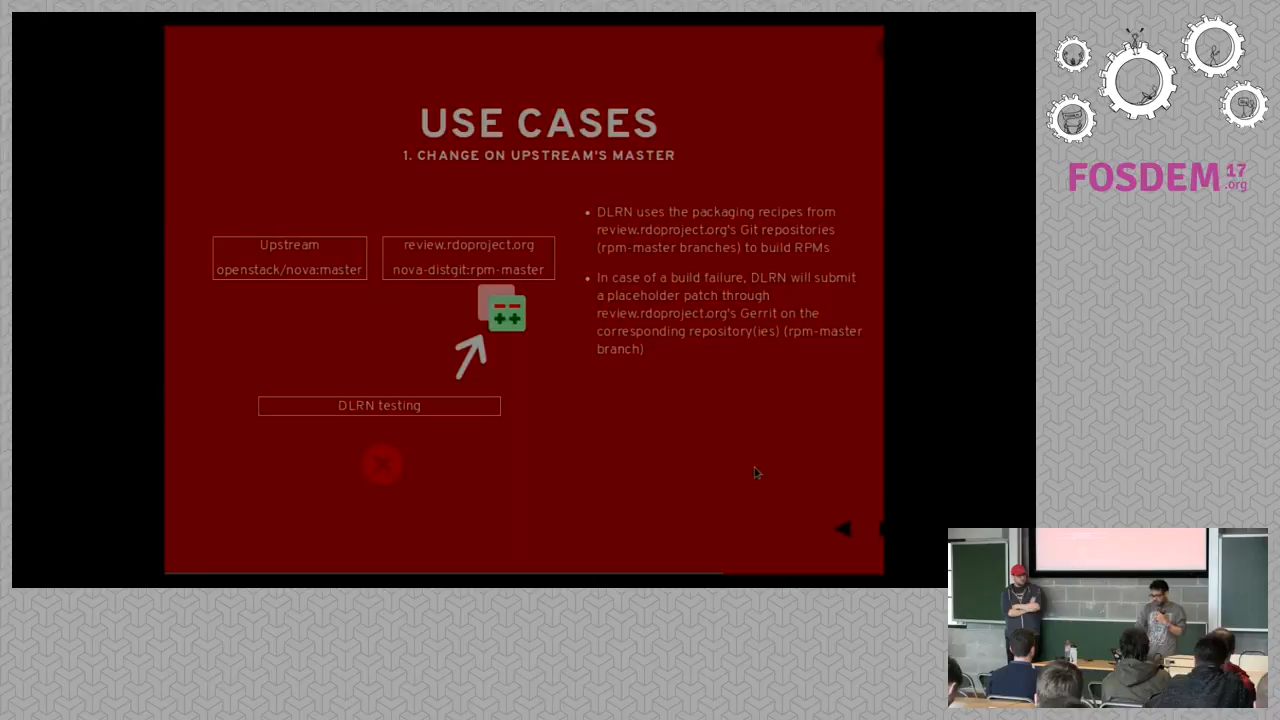 USE CASES
1. CHANGE ON UPSTREAM'S MASTER
Upstream
openstack/nova:master
review.rdoproject.org
nova-distgit:rpm-master
DLRN testing
DLRN uses the packaging recipes from
review.rdoproject.org's Git repositories
(rpm-master branches) to build RPMs
In case of a build failure, DLRN will submit
a placeholder patch through
review.rdoproject.org's Gerrit on the
corresponding repository(ies) (rpm-master
branch)
FOSDEM 17
.org